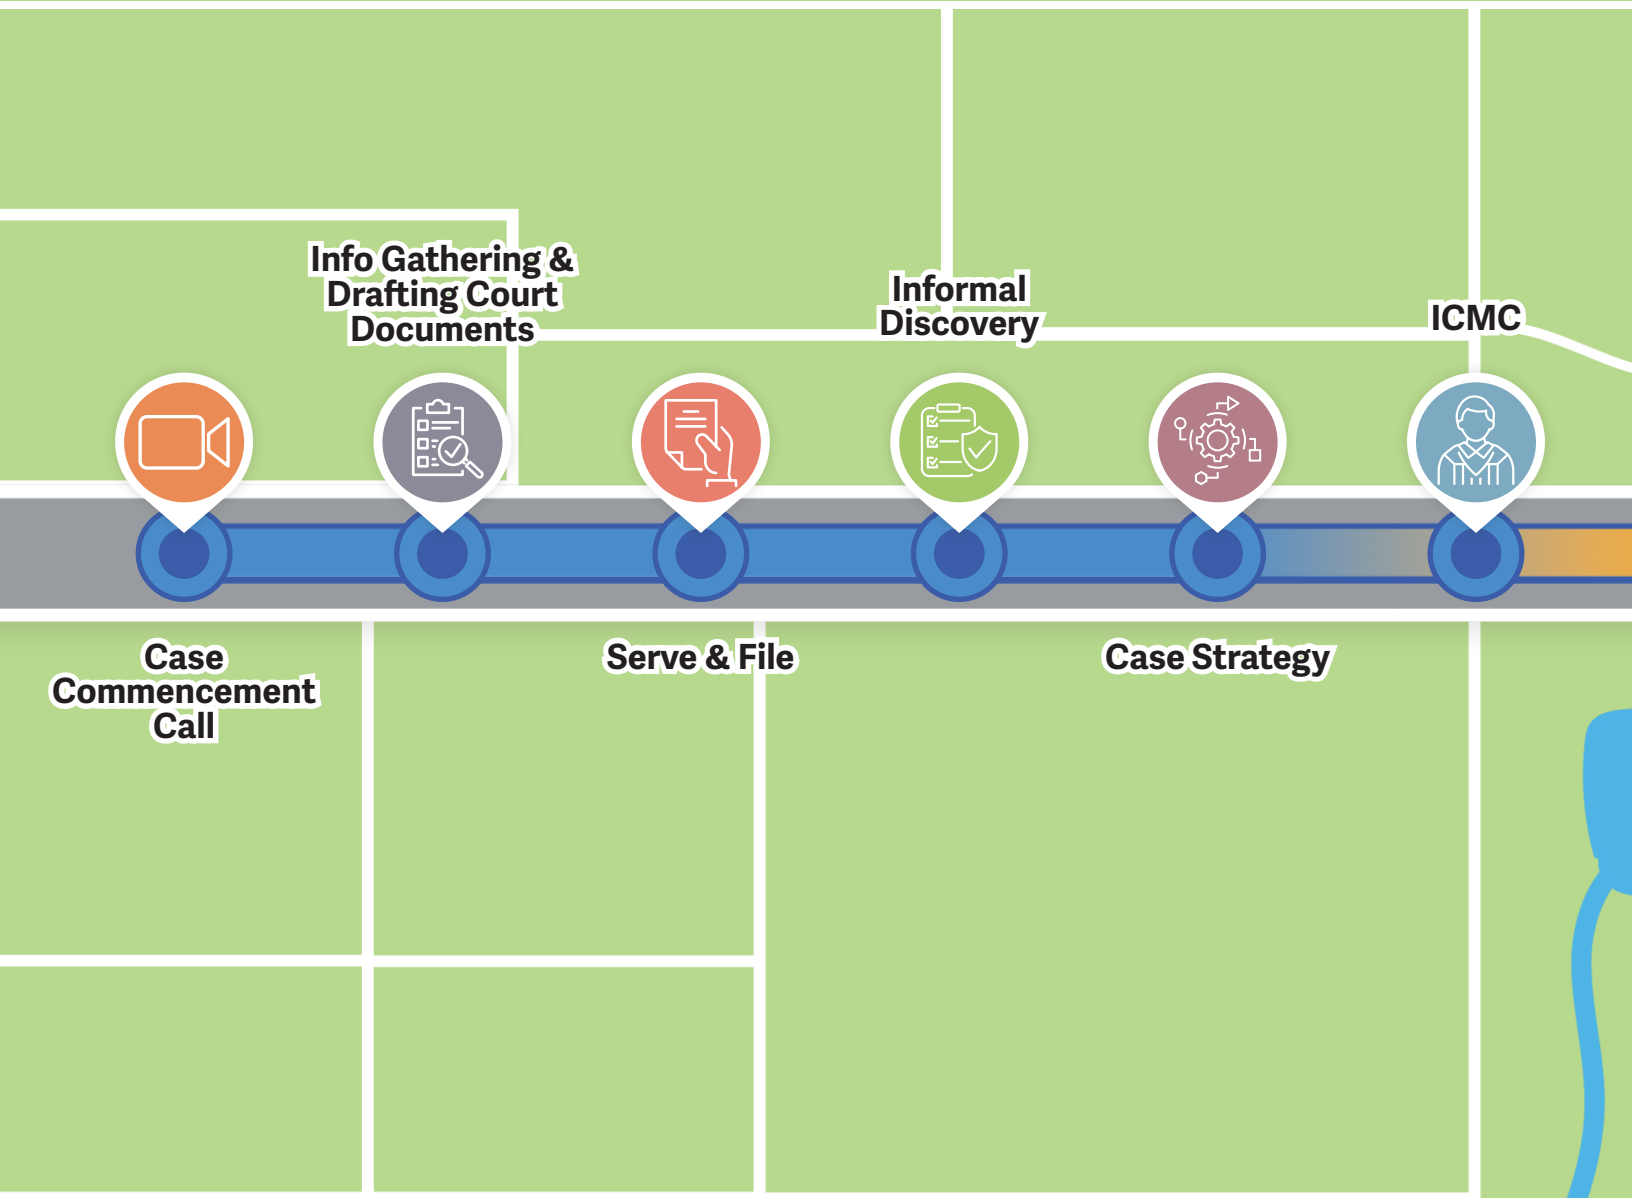 Info Gathering &
Drafting Court
Documents
Informal
Discovery
ICMC
Case
Commencement
Call
Serve & File
Case Strategy